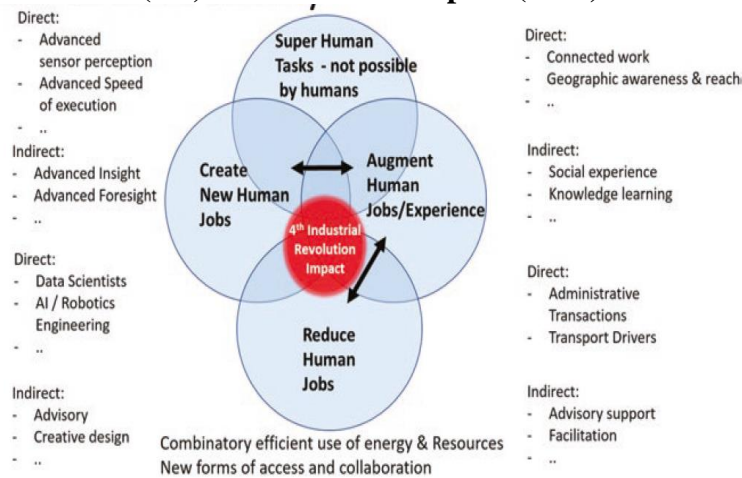 Direct:
- Advanced
sensor perception
- Advanced Speed
of execution
- ..
Indirect:
- Advanced Insight
- Advanced Foresight
- ..
Direct:
- Data Scientists
- AI / Robotics
Engineering
- ..
Indirect:
- Advisory
- Creative design
- ..
Super Human
Tasks - not possible
by humans
Create
New Human
Jobs
Augment
Human
Jobs/Experience
4th Industrial
Revolution
Impact
Reduce
Human
Jobs
Combinatory efficient use of energy & Resources
New forms of access and collaboration
Direct:
- Connected work
- Geographic awareness & reach
- ..
Indirect:
- Social experience
- Knowledge learning
- ..
Direct:
- Administrative
Transactions
- Transport Drivers
- ..
Indirect:
- Advisory support
- Facilitation
- ..